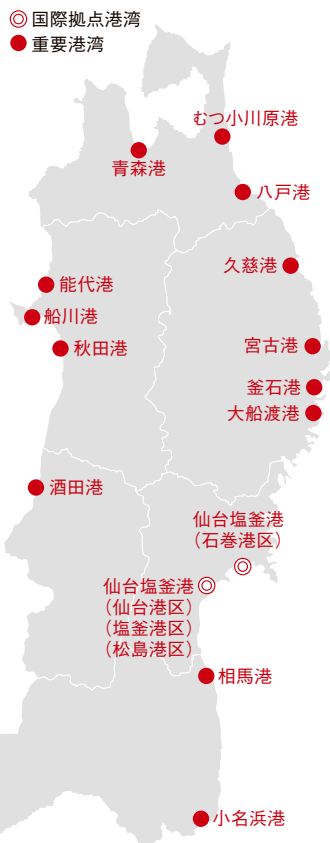 国際拠点港湾
重要港湾
むつ小川原港
青森港
八戸港
久慈港
能代港
船川港
秋田港
宮古港
釜石港
大船渡港
酒田港
仙台塩釜港
（石巻港区）
仙台塩釜港
（仙台港区）
（塩釜港区）
（松島港区）
相馬港
小名浜港